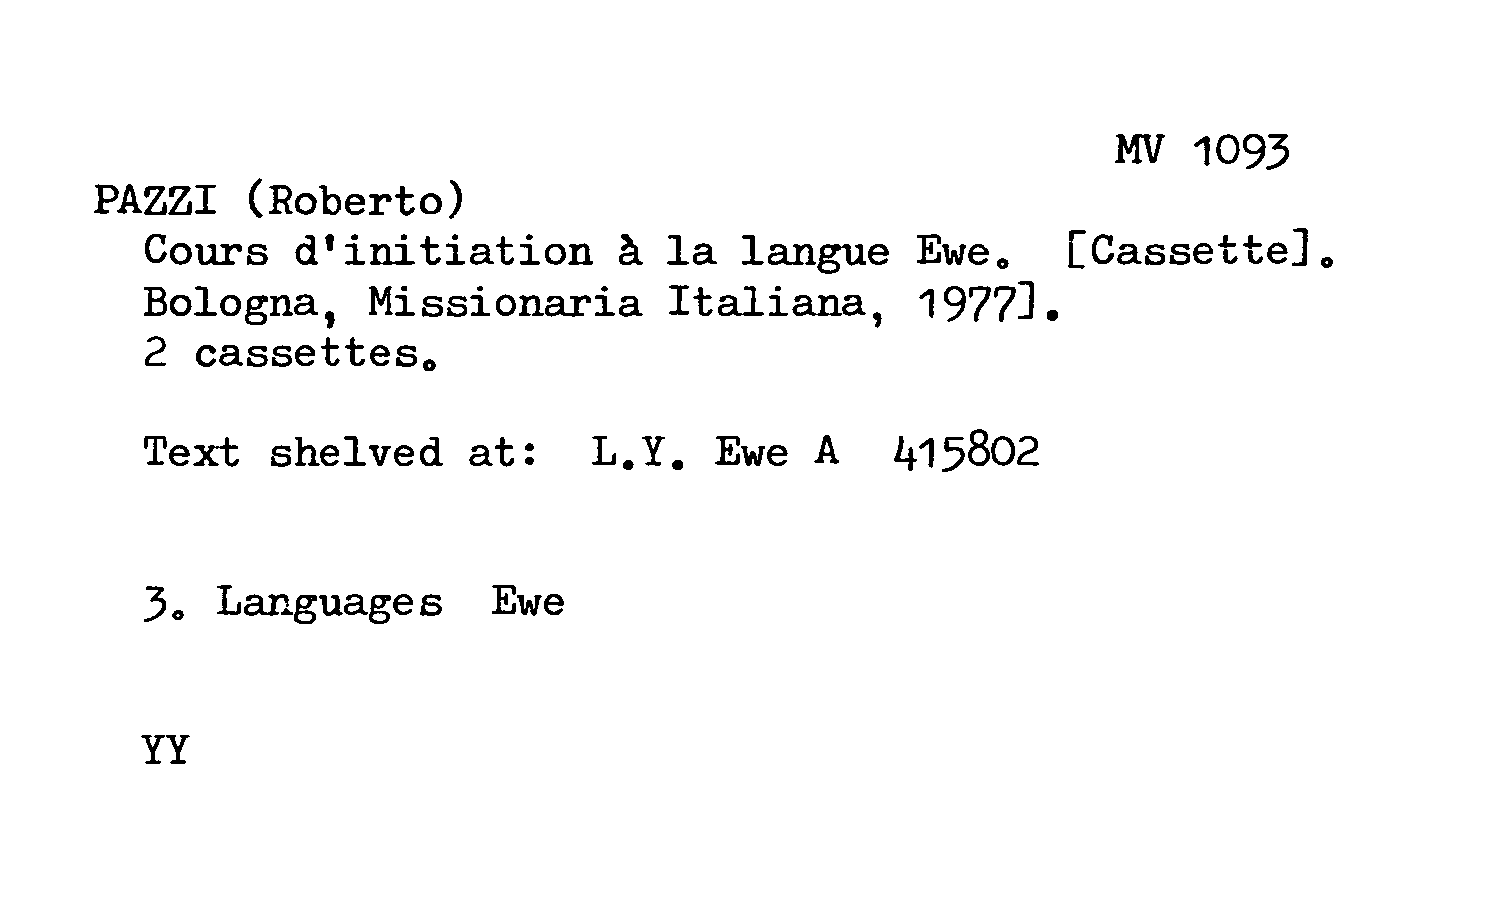 MV 1093
PAZZI (Roberto)
Cours d'initiation à la langue Ewe. [Cassette].
Bologna, Missionaria Italiana, 1977].
2 cassettes.
Text shelved at: L.Y. Ewe A 415802
3. Languages Ewe
YY